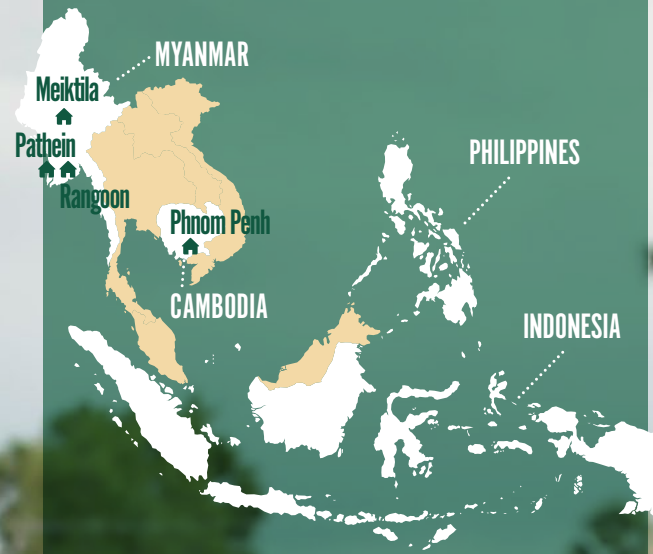 MYANMAR
Meiktila
Pathein
Rangoon
Phnom Penh
CAMBODIA
PHILIPPINES
INDONESIA